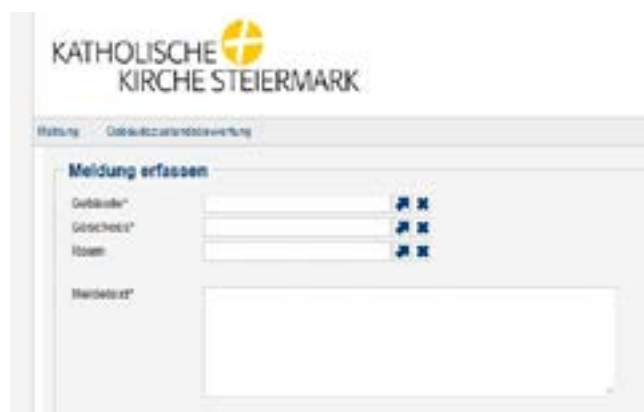 KATHOLISCHE
KIRCHE STEIERMARK
Meldung Gebäudezustandsbewertung
Meldung erfassen
Gebäude*
Geschoss*
Raum
Meldetext*